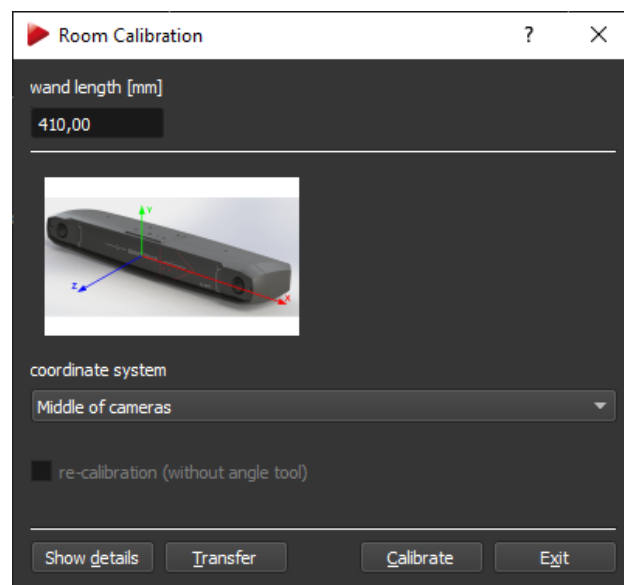 Room Calibration
?
wand length [mm]
410,00
Y
Z
X
coordinate system
Middle of cameras
re-calibration (without angle tool)
Show details Transfer Calibrate Exit